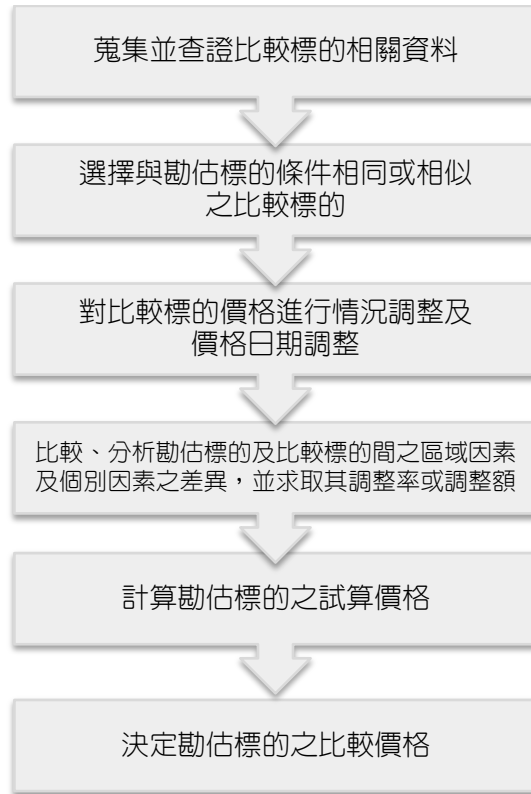 蒐集並查證比較標的相關資料
選擇與勘估標的條件相同或相似
之比較標的
對比較標的價格進行情況調整及
價格日期調整
比較、分析勘估標的及比較標的間之區域因素
及個別因素之差異，並求取其調整率或調整額
計算勘估標的之試算價格
決定勘估標的之比較價格